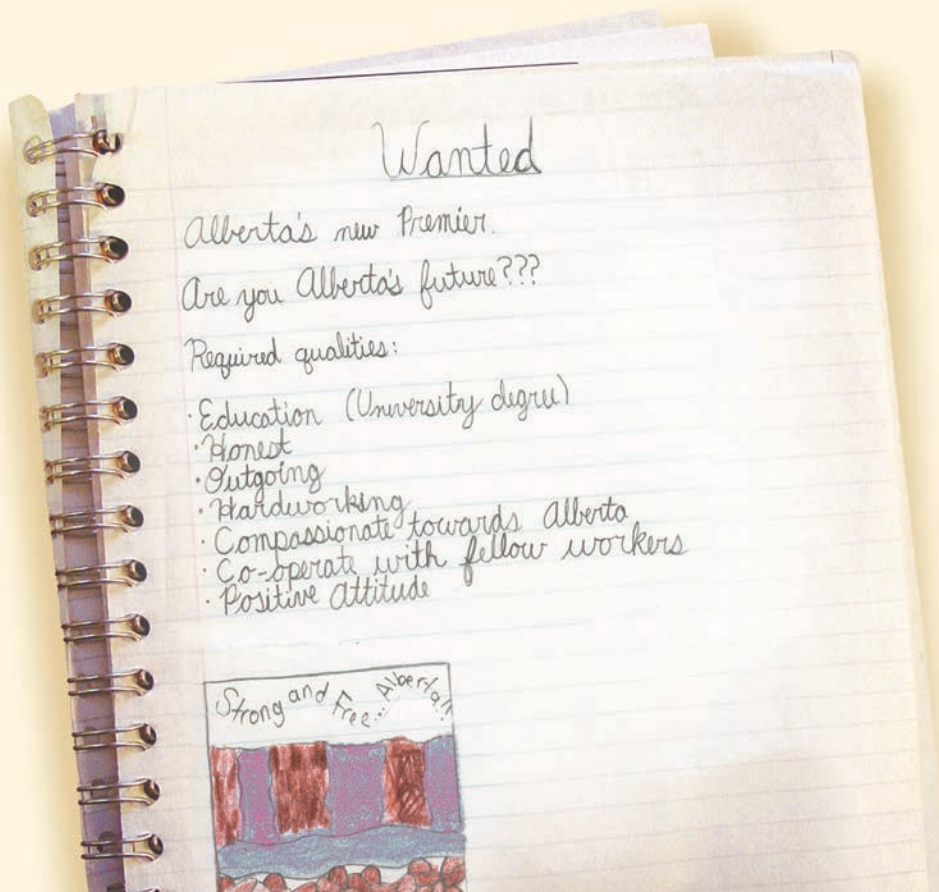 Wanted
Alberta's new Premier.
Are you Alberta's future???
Required qualities:
· Education (University degree)
· Honest
· Outgoing
· Hardworking
· Compassionate towards Alberta
· Co-operate with fellow workers
· Positive attitude
Strong and Free... Alberta!!